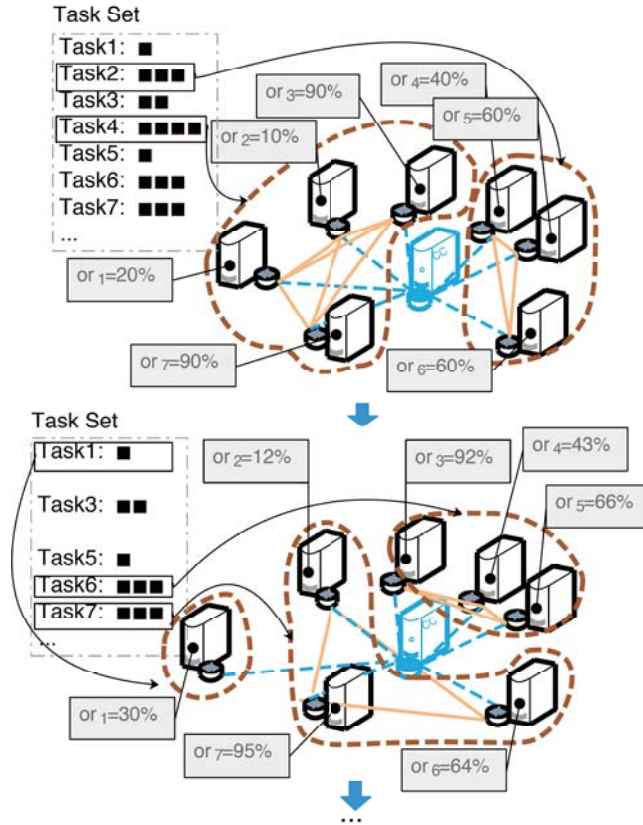 Task Set
Task1:
Task2:
Task3:
Task4:
Task5:
Task6:
Task7:
...
or 3=90%
or 4=40%
or 2=10%
or 5=60%
CC
or 1=20%
or 7=90%
or 6=60%
Task Set
Task1:
Task3:
Task5:
Task6:
Task7:
...
or 2=12%
or 3=92%
or 4=43%
or 5=66%
CC
or 1=30%
or 7=95%
or 6=64%
...